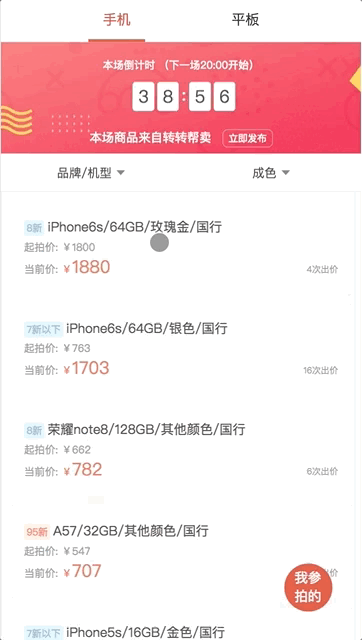 手机
平板
本场倒计时 (下一场20:00开始)
38:56
本场商品来自转转帮卖 立即发布
品牌/机型
成色
8新 iPhone6s/64GB/玫瑰金/国行
起拍价: ¥1800
当前价: ¥1880
4次出价
7新以下 iPhone6s/64GB/银色/国行
起拍价: ¥763
当前价: ¥1703
16次出价
8新 荣耀note8/128GB/其他颜色/国行
起拍价: ¥662
当前价: ¥782
6次出价
95新 A57/32GB/其他颜色/国行
起拍价: ¥547
当前价: ¥707
出价
我参
拍的
7新以下 iPhone5s/16GB/金色/国行